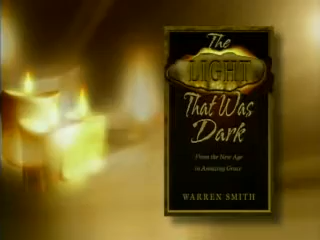 The
LIGHT
That Was
Dark
From the New Age
to Amazing Grace
WARREN SMITH